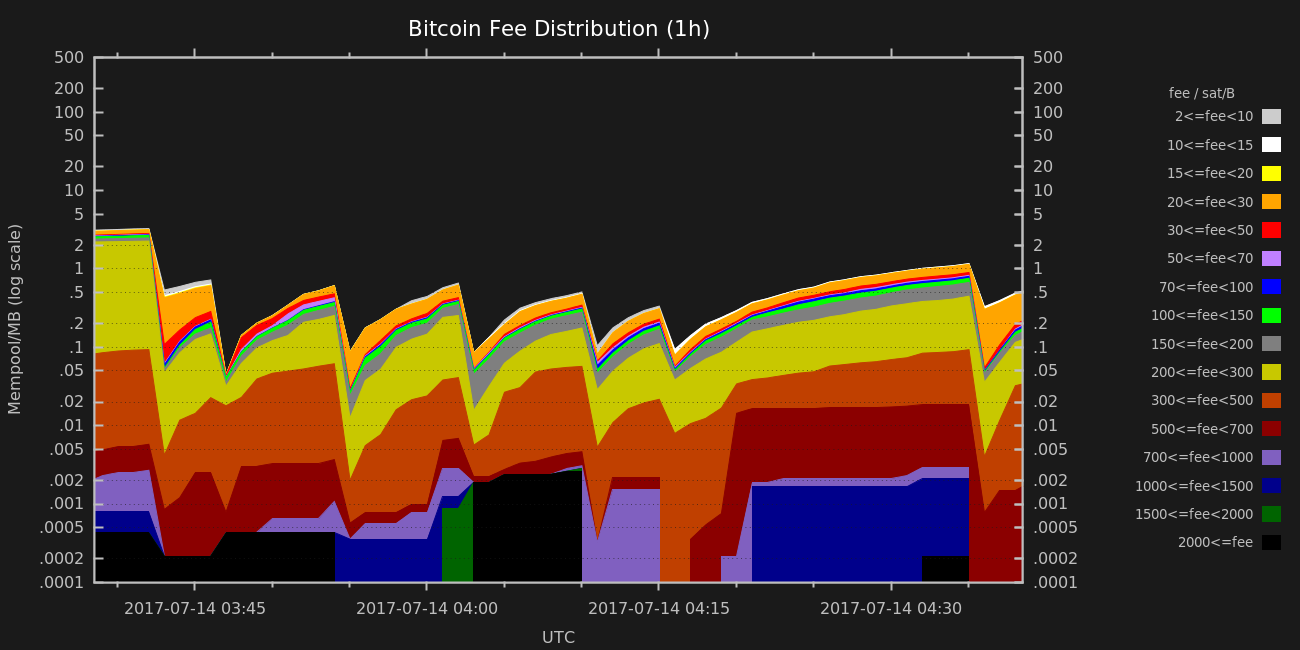 Bitcoin Fee Distribution (1h)
Mempool/MB (log scale)
500
200
100
50
20
10
5
2
1
.5
.2
.1
.05
.02
.01
.005
.002
.001
.0005
.0002
.0001
500
200
100
50
20
10
5
2
1
.5
.2
.1
.05
.02
.01
.005
.002
.001
.0005
.0002
.0001
2017-07-14 03:45
2017-07-14 04:00
2017-07-14 04:15
2017-07-14 04:30
UTC
fee / sat/B
2<=fee<10
10<=fee<15
15<=fee<20
20<=fee<30
30<=fee<50
50<=fee<70
70<=fee<100
100<=fee<150
150<=fee<200
200<=fee<300
300<=fee<500
500<=fee<700
700<=fee<1000
1000<=fee<1500
1500<=fee<2000
2000<=fee